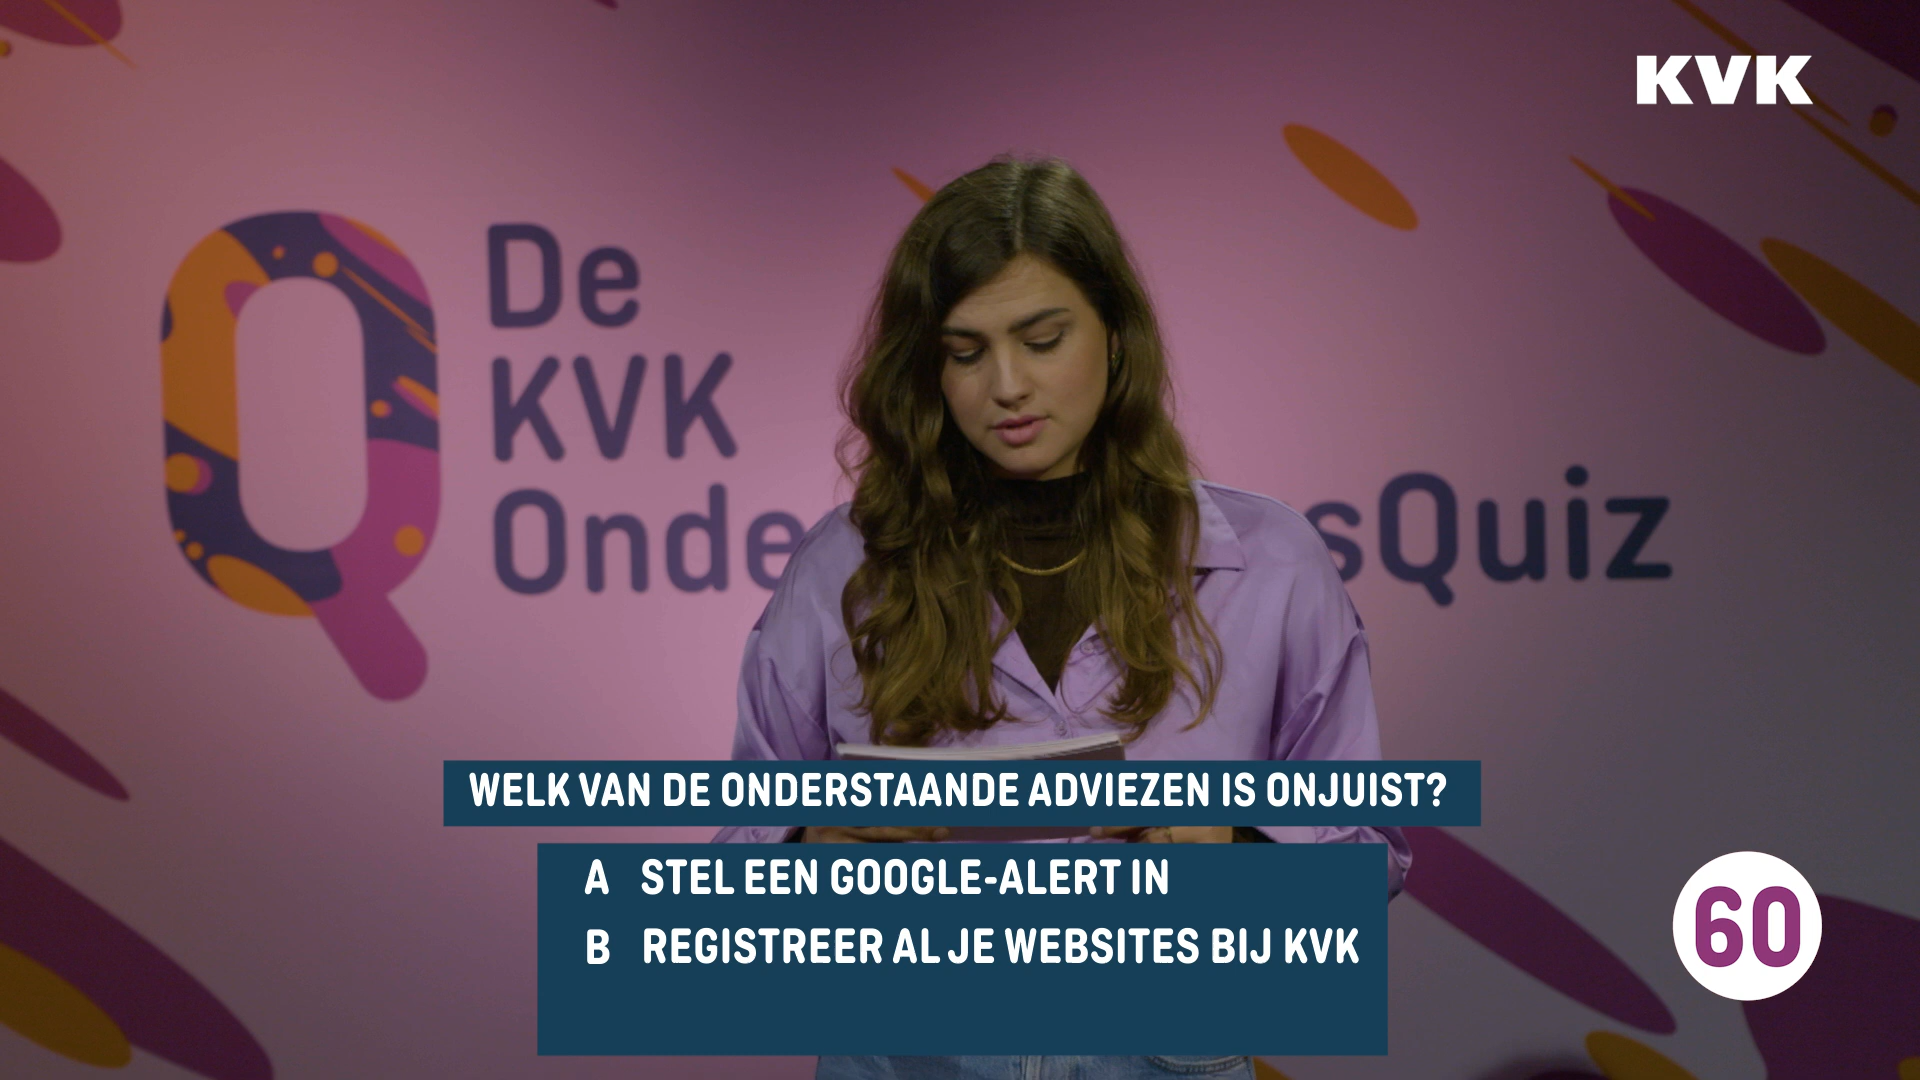 KVK
De
KVK
Onde sQuiz
WELK VAN DE ONDERSTAANDE ADVIEZEN IS ONJUIST?
A STEL EEN GOOGLE-ALERT IN
B REGISTREER AL JE WEBSITES BIJ KVK
60